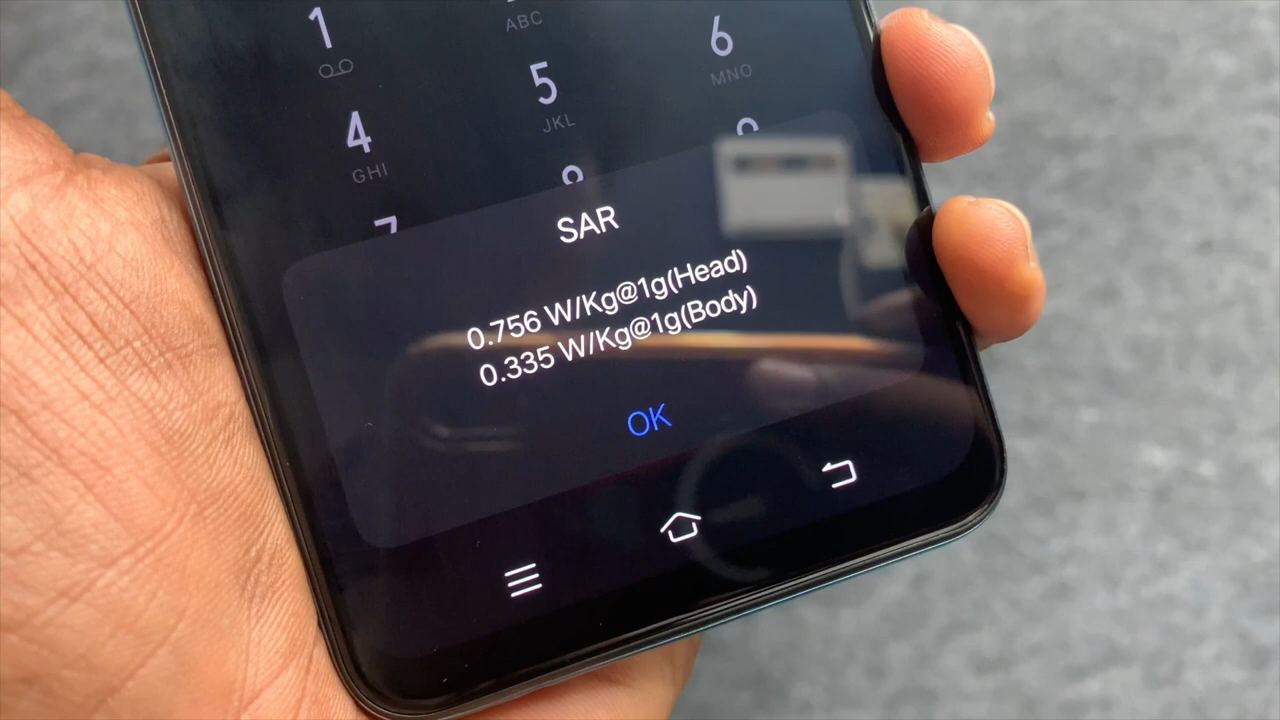 1
ABC
4
GHI
5
JKL
6
MNO
7
SAR
0.756 W/Kg@1g(Head)
0.335 W/Kg@1g(Body)
OK